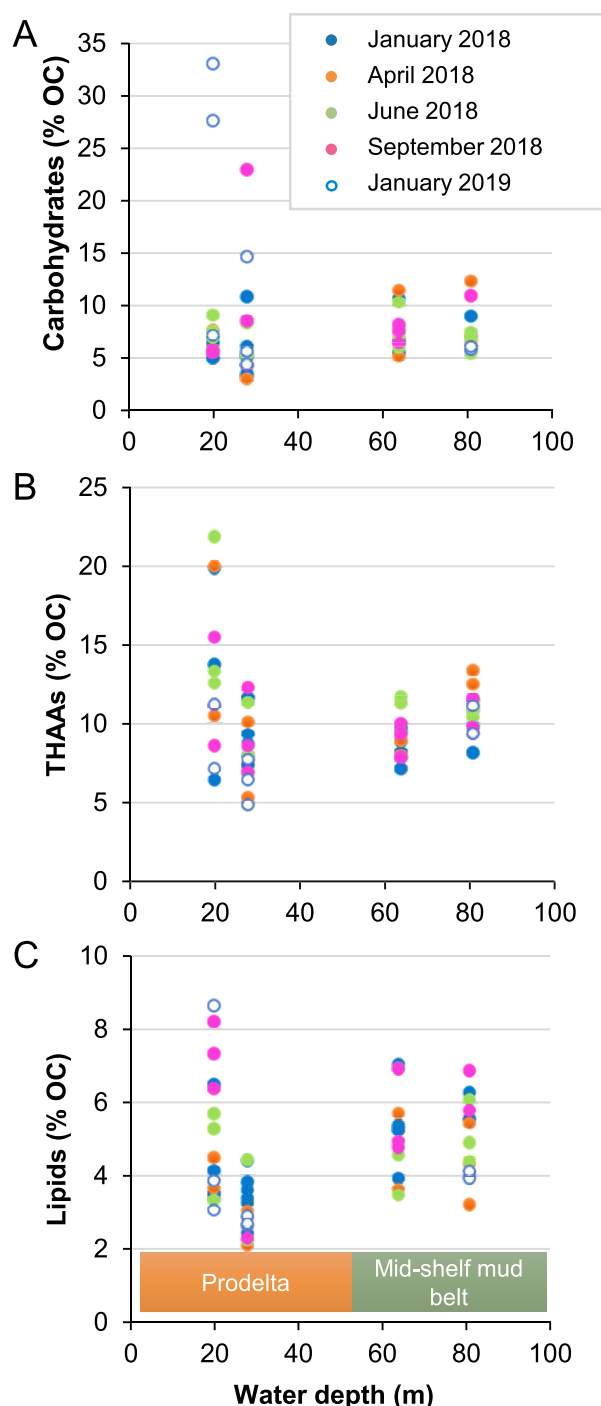 A
Carbohydrates (% OC)
35
30
25
20
15
10
5
0
0 20 40 60 80 100
January 2018
April 2018
June 2018
September 2018
January 2019
B
THAAs (% OC)
25
20
15
10
5
0
0 20 40 60 80 100
C
Lipids (% OC)
10
8
6
4
2
0
Prodelta
Mid-shelf mud
belt
0 20 40 60 80 100
Water depth (m)